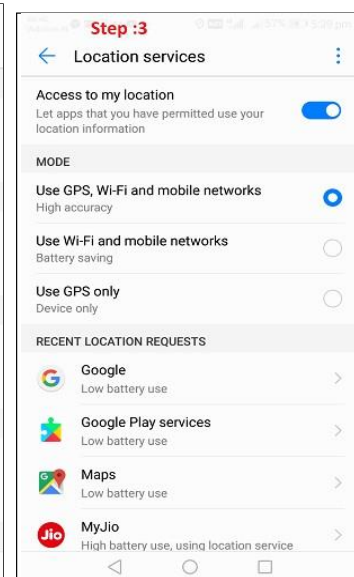 Step :3
Location services
Access to my location
Let apps that you have permitted use your
location information
MODE
Use GPS, Wi-Fi and mobile networks
High accuracy
Use Wi-Fi and mobile networks
Battery saving
Use GPS only
Device only
RECENT LOCATION REQUESTS
Google
Low battery use
Google Play services
Low battery use
Maps
Low battery use
Jio
MyJio
High battery use, using location service